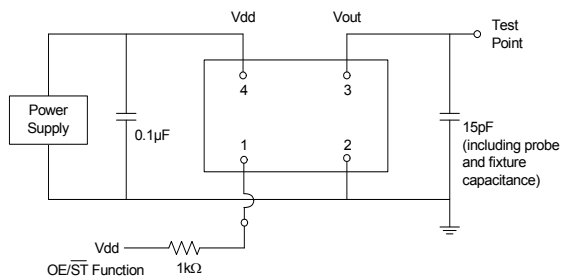 Vdd
Vout
Test
Point
4
3
Power
Supply
0.1µF
1
2
15pF
(including probe
and fixture
capacitance)
Vdd
1kΩ
OE/ST Function